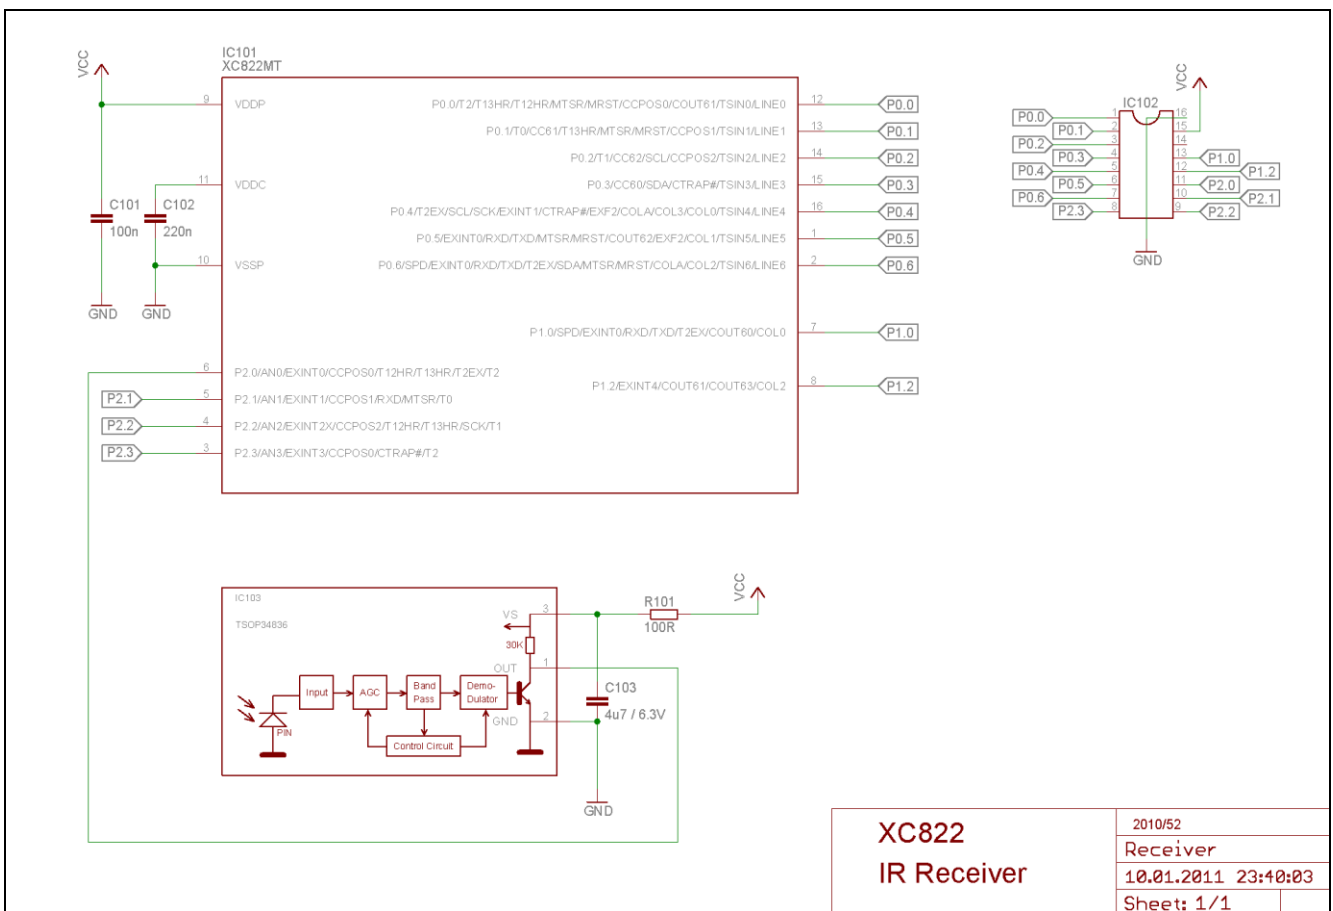 IC101
XC822MT
VCC
9 VDDP
11 VDDC
10 VSSP
C101
100n
C102
220n
GND
GND
P0.0/T2/T13HR/T12HR/MTSR/MRST/CCPOS0/COUT61/TSIN0/LINE0 12 P0.0
P0.1/T0/CC61/T13HR/MTSR/MRST/CCPOS1/TSIN1/LINE1 13 P0.1
P0.2/T1/CC62/SCL/CCPOS2/TSIN2/LINE2 14 P0.2
P0.3/CC60/SDA/CTRAP#/TSIN3/LINE3 15 P0.3
P0.4/T2EX/SCL/SCK/EXINT1/CTRAP#/EXF2/COLA/COL3/COL0/TSIN4/LINE4 16 P0.4
P0.5/EXINT0/RXD/TXD/MTSR/MRST/COUT62/EXF2/COL1/TSIN5/LINE5 1 P0.5
P0.6/SPD/EXINT0/RXD/TXD/T2EX/SDA/MTSR/MRST/COLA/COL2/TSIN6/LINE6 2 P0.6
P1.0/SPD/EXINT0/RXD/TXD/T2EX/COUT60/COL0 7 P1.0
P1.2/EXINT4/COUT61/COUT63/COL2 8 P1.2
6 P2.0/AN0/EXINT0/CCPOS0/T12HR/T13HR/T2EX/T2
P2.1 5 P2.1/AN1/EXINT1/CCPOS1/RXD/MTSR/T0
P2.2 4 P2.2/AN2/EXINT2X/CCPOS2/T12HR/T13HR/SCK/T1
P2.3 3 P2.3/AN3/EXINT3/CCPOS0/CTRAP#/T2
VCC
IC102
P0.0 1 16
P0.1 2 15
P0.2 3 14
P0.3 4 13 P1.0
P0.4 5 12 P1.2
P0.5 6 11 P2.0
P0.6 7 10 P2.1
P2.3 8 9 P2.2
GND
IC103
TSOP34836
VS 3
30K
OUT 1
GND 2
Input
AGC
Band
Pass
Demo-
Dulator
PIN
Control Circuit
R101
100R
VCC
C103
4u7 / 6.3V
GND
XC822
IR Receiver
2010/52
Receiver
10.01.2011 23:40:03
Sheet: 1/1